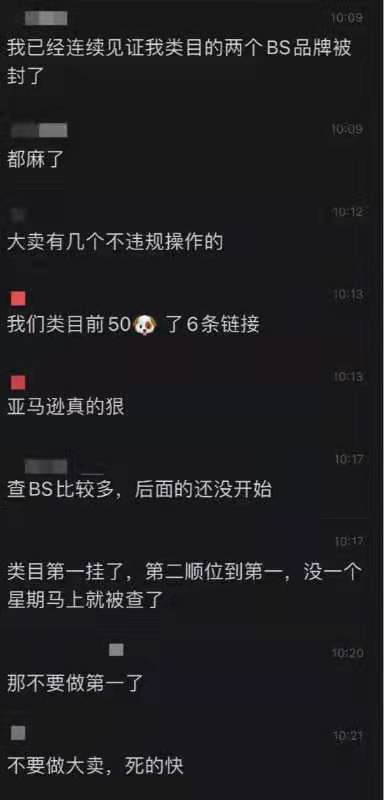 10:09
我已经连续见证我类目的两个BS品牌被
封了
10:09
都麻了
10:12
大卖有几个不违规操作的
10:13
我们类目前50🐶了6条链接
10:13
亚马逊真的狠
10:17
查BS比较多，后面的还没开始
10:17
类目第一挂了，第二顺位到第一，没一个
星期马上就被查了
10:20
那不要做第一了
10:21
不要做大卖，死的快